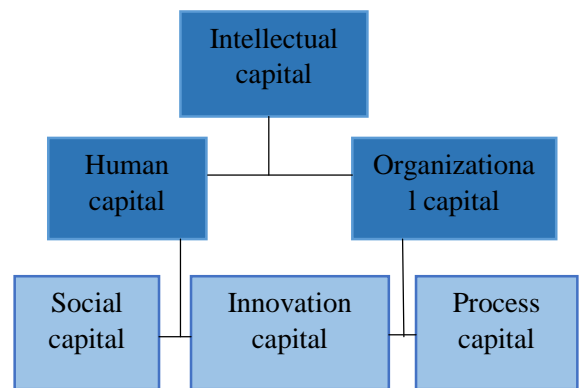 Intellectual
capital
Human
capital
Organizationa
l capital
Social
capital
Innovation
capital
Process
capital